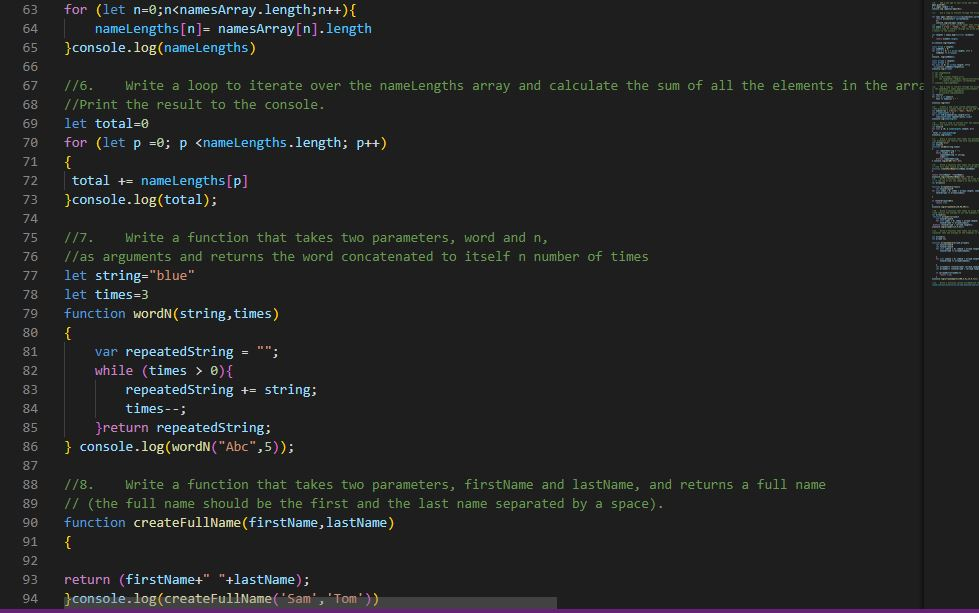 63 for (let n=0;n<namesArray.length;n++){
64     nameLengths[n]= namesArray[n].length
65 }console.log(nameLengths)
66
67 //6.    Write a loop to iterate over the nameLengths array and calculate the sum of all the elements in the arra
68 //Print the result to the console.
69 let total=0
70 for (let p =0; p <nameLengths.length; p++)
71 {
72  total += nameLengths[p]
73 }console.log(total);
74
75 //7.    Write a function that takes two parameters, word and n,
76 //as arguments and returns the word concatenated to itself n number of times
77 let string="blue"
78 let times=3
79 function wordN(string,times)
80 {
81     var repeatedString = "";
82     while (times > 0){
83         repeatedString += string;
84         times--;
85     }return repeatedString;
86 } console.log(wordN("Abc",5));
87
88 //8.    Write a function that takes two parameters, firstName and lastName, and returns a full name
89 // (the full name should be the first and the last name separated by a space).
90 function createFullName(firstName,lastName)
91 {
92
93 return (firstName+" "+lastName);
94 }console.log(createFullName('Sam','Tom'))